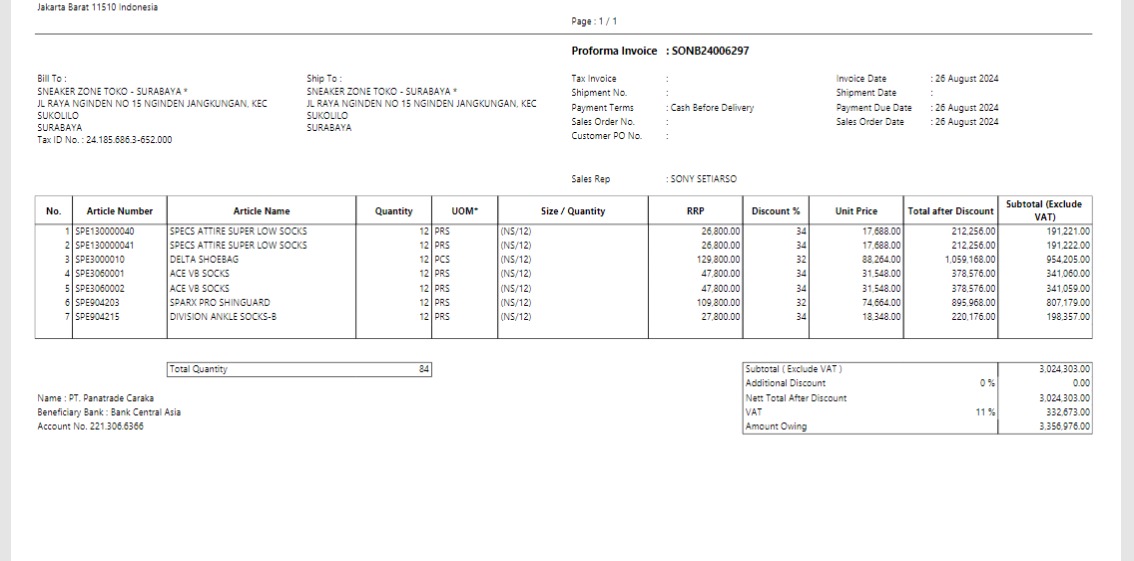 Jakarta Barat 11510 Indonesia
Page : 1 / 1
Proforma Invoice : SONB24006297
Bill To :
SNEAKER ZONE TOKO - SURABAYA *
JL RAYA NGINDEN NO 15 NGINDEN JANGKUNGAN, KEC
SUKOLILO
SURABAYA
Tax ID No. : 24.185.686.3-652.000
Ship To :
SNEAKER ZONE TOKO - SURABAYA *
JL RAYA NGINDEN NO 15 NGINDEN JANGKUNGAN, KEC
SUKOLILO
SURABAYA
Tax Invoice :
Shipment No. :
Payment Terms : Cash Before Delivery
Sales Order No. :
Customer PO No. :
Invoice Date : 26 August 2024
Shipment Date :
Payment Due Date : 26 August 2024
Sales Order Date : 26 August 2024
Sales Rep : SONY SETIARSO
No. Article Number Article Name Quantity UOM* Size / Quantity RRP Discount % Unit Price Total after Discount Subtotal (Exclude VAT)
1 SPE130000040 SPECS ATTIRE SUPER LOW SOCKS 12 PRS (NS/12) 26,800.00 34 17,688.00 212,256.00 191,221.00
2 SPE130000041 SPECS ATTIRE SUPER LOW SOCKS 12 PRS (NS/12) 26,800.00 34 17,688.00 212,256.00 191,222.00
3 SPE3000010 DELTA SHOEBAG 12 PCS (NS/12) 129,800.00 32 88,264.00 1,059,168.00 954,205.00
4 SPE3060001 ACE VB SOCKS 12 PRS (NS/12) 47,800.00 34 31,548.00 378,576.00 341,060.00
5 SPE3060002 ACE VB SOCKS 12 PRS (NS/12) 47,800.00 34 31,548.00 378,576.00 341,059.00
6 SPE904203 SPARX PRO SHINGUARD 12 PRS (NS/12) 109,800.00 32 74,664.00 895,968.00 807,179.00
7 SPE904215 DIVISION ANKLE SOCKS-B 12 PRS (NS/12) 27,800.00 34 18,348.00 220,176.00 198,357.00
Total Quantity 84
Subtotal ( Exclude VAT ) 3,024,303.00
Additional Discount 0 % 0.00
Nett Total After Discount 3,024,303.00
VAT 11 % 332,673.00
Amount Owing 3,356,976.00
Name : PT. Panatrade Caraka
Beneficiary Bank : Bank Central Asia
Account No. 221.306.6366